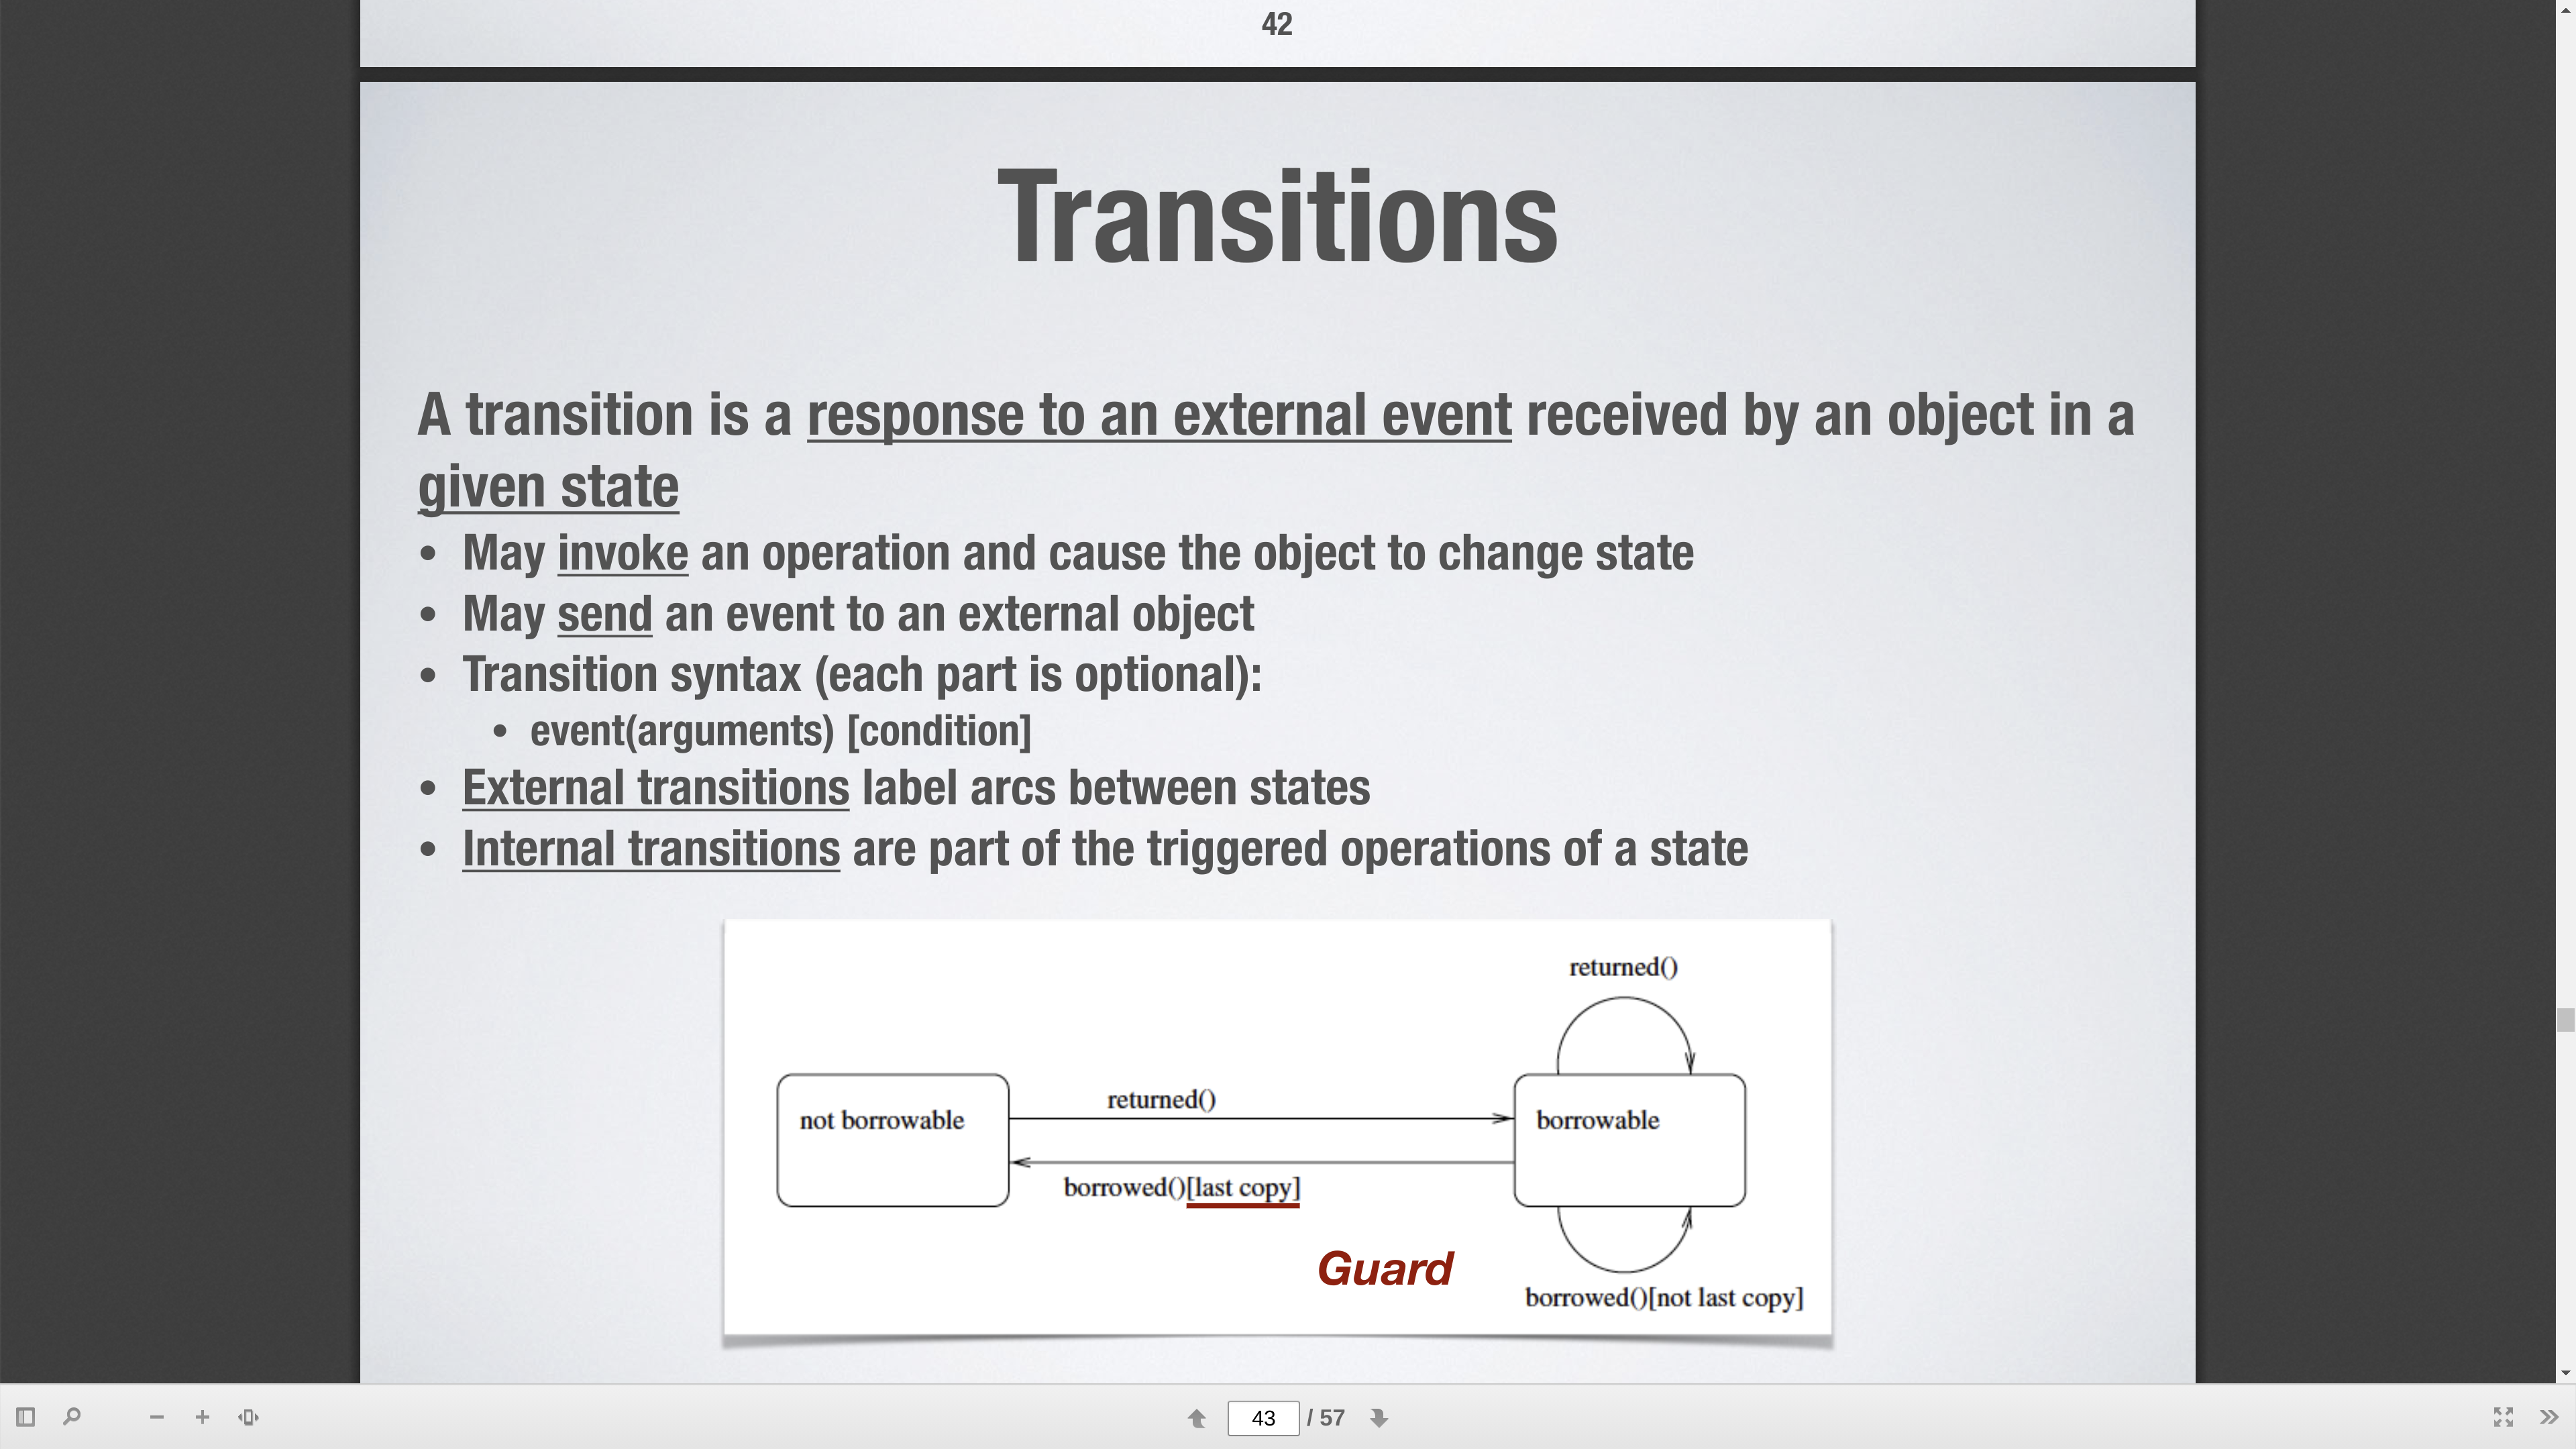 42
Transitions
A transition is a response to an external event received by an object in a
given state
• May invoke an operation and cause the object to change state
• May send an event to an external object
• Transition syntax (each part is optional):
• event(arguments) [condition]
• External transitions label arcs between states
• Internal transitions are part of the triggered operations of a state
returned()
returned()
not borrowable
borrowable
borrowed()[last copy]
Guard
borrowed()[not last copy]
43 / 57